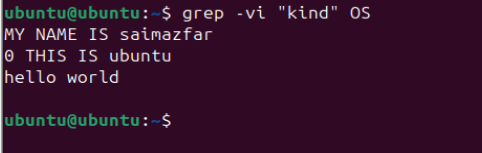 ubuntu@ubuntu:~$ grep -vi "kind" OS
MY NAME IS saimazfar
0 THIS IS ubuntu
hello world
ubuntu@ubuntu:~$